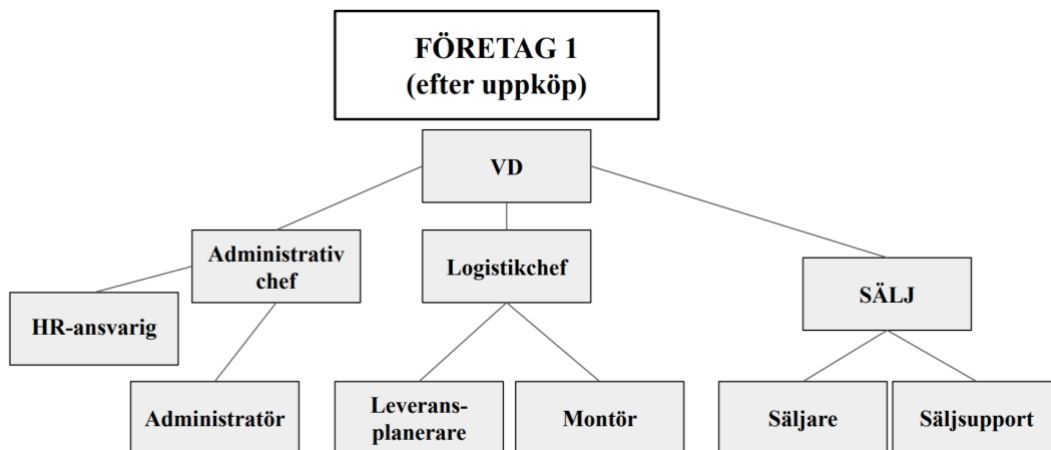 FÖRETAG 1
(efter uppköp)
VD
Administrativ
chef
Logistikchef
SÄLJ
HR-ansvarig
Administratör
Leverans-
planerare
Montör
Säljare
Säljsupport